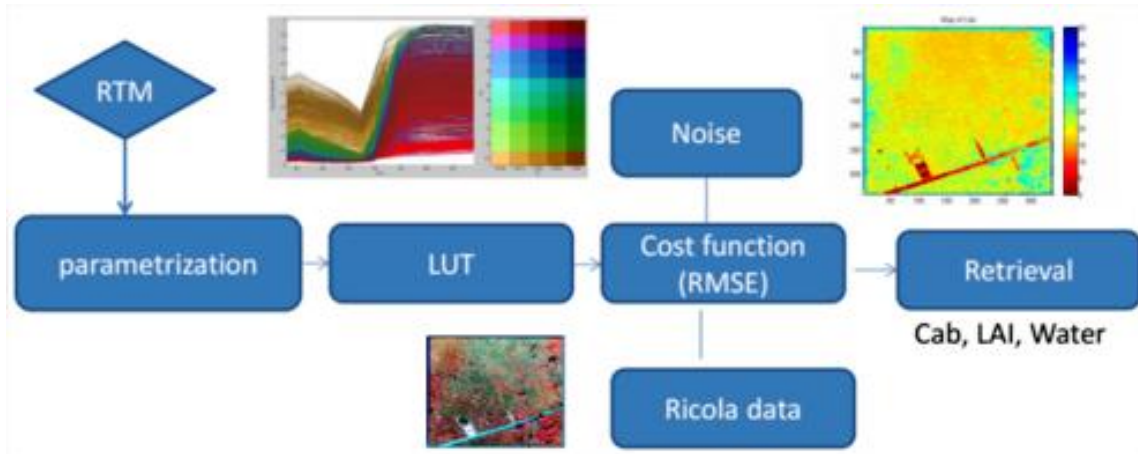 RTM
Noise
parametrization
LUT
Cost function
(RMSE)
Retrieval
Cab, LAI, Water
Ricola data